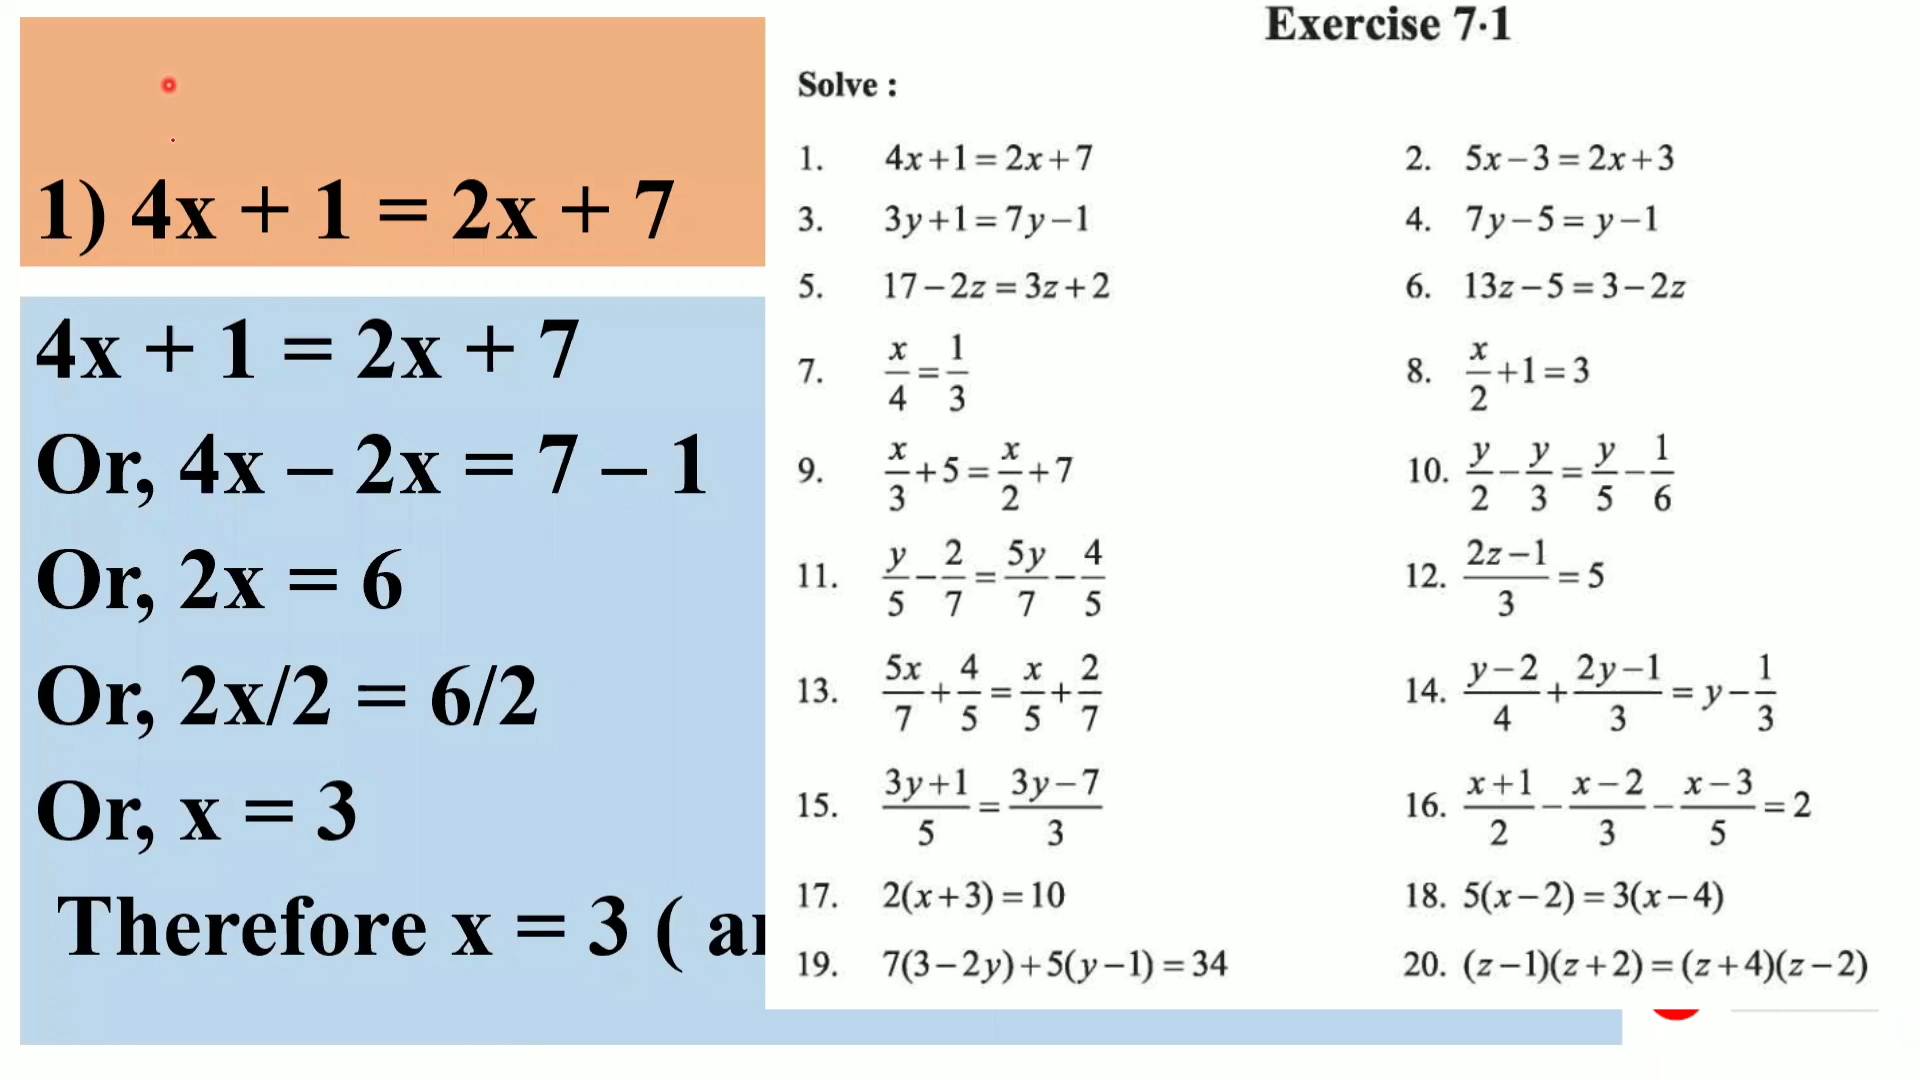 1) 4x + 1 = 2x + 7
4x + 1 = 2x + 7
Or, 4x – 2x = 7 – 1
Or, 2x = 6
Or, 2x/2 = 6/2
Or, x = 3
Therefore x = 3 (
Exercise 7·1
Solve :
1. 4x+1=2x+7
2. 5x−3=2x+3
3. 3y+1=7y−1
4. 7y−5=y−1
5. 17−2z=3z+2
6. 13z−5=3−2z
7. x/4=1/3
8. x/2+1=3
9. x/3+5=x/2+7
10. y/2−y/3=y/5−1/6
11. y/5−2/7=5y/7−4/5
12. (2z−1)/3=5
13. 5x/7+4/5=x/5+2/7
14. (y−2)/4+(2y−1)/3=y−1/3
15. (3y+1)/5=(3y−7)/3
16. (x+1)/2−(x−2)/3−(x−3)/5=2
17. 2(x+3)=10
18. 5(x−2)=3(x−4)
19. 7(3−2y)+5(y−1)=34
20. (z−1)(z+2)=(z+4)(z−2)